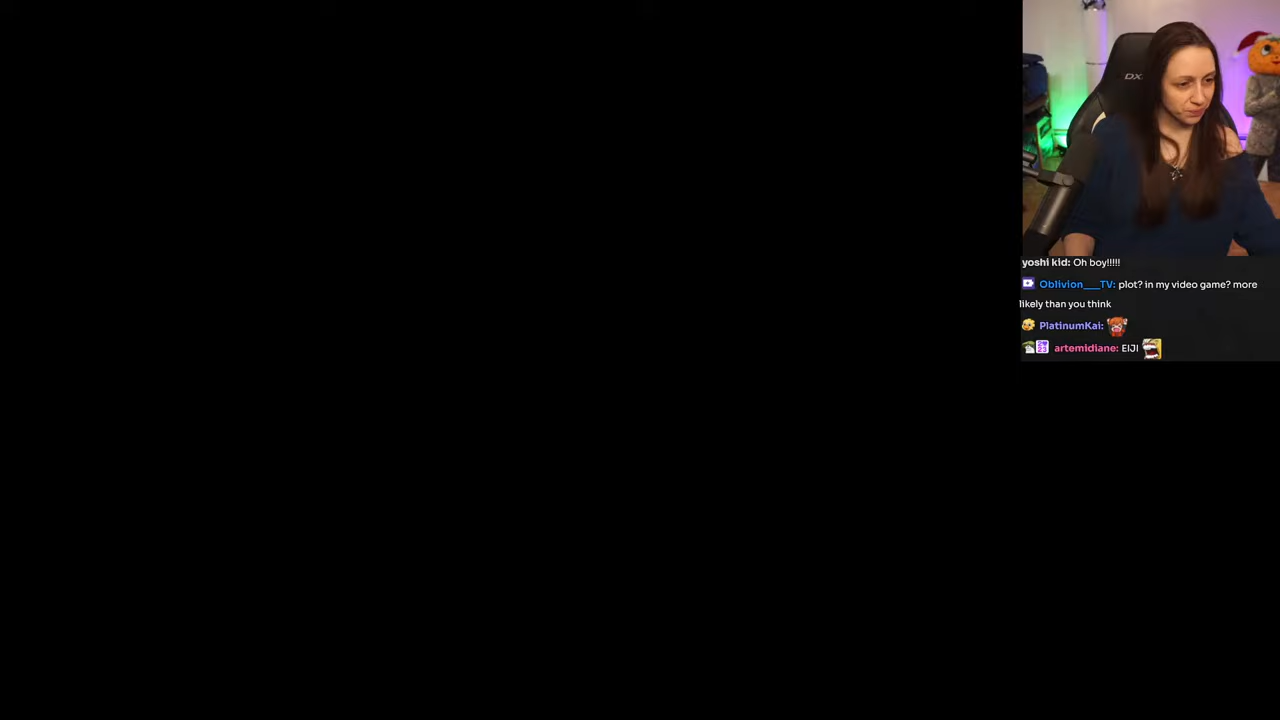 DX
yoshi kid: Oh boy!!!!!
Oblivion___TV: plot? in my video game? more
likely than you think
PlatinumKai:
artemidiane: EIJI